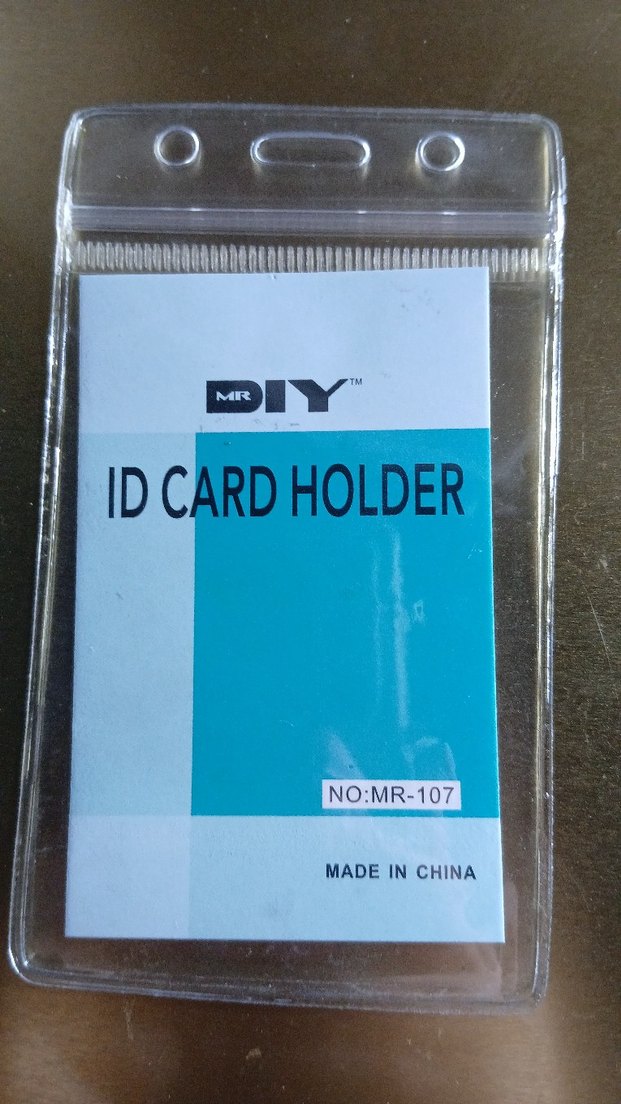 MR DIY™
ID CARD HOLDER
NO:MR-107
MADE IN CHINA